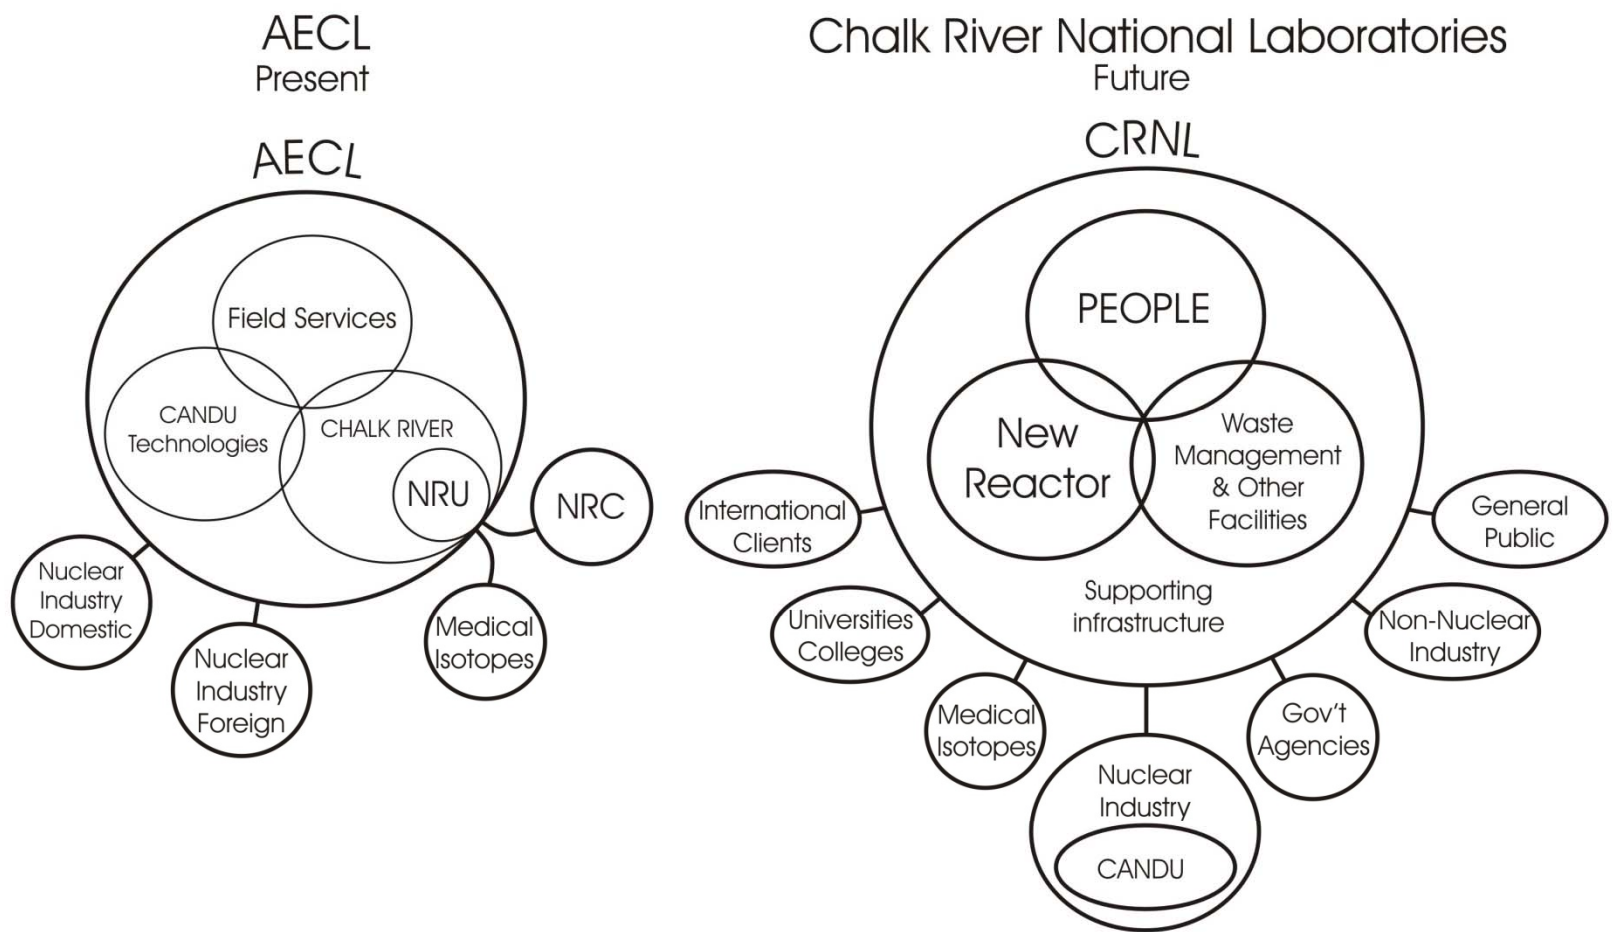 AECL
Present
AECL
Field Services
CANDU
Technologies
CHALK RIVER
NRU
NRC
Nuclear
Industry
Domestic
Nuclear
Industry
Foreign
Medical
Isotopes
Chalk River National Laboratories
Future
CRNL
PEOPLE
New
Reactor
Waste
Management
& Other
Facilities
Supporting
infrastructure
International
Clients
Universities
Colleges
Medical
Isotopes
Nuclear
Industry
CANDU
Gov't
Agencies
Non-Nuclear
Industry
General
Public